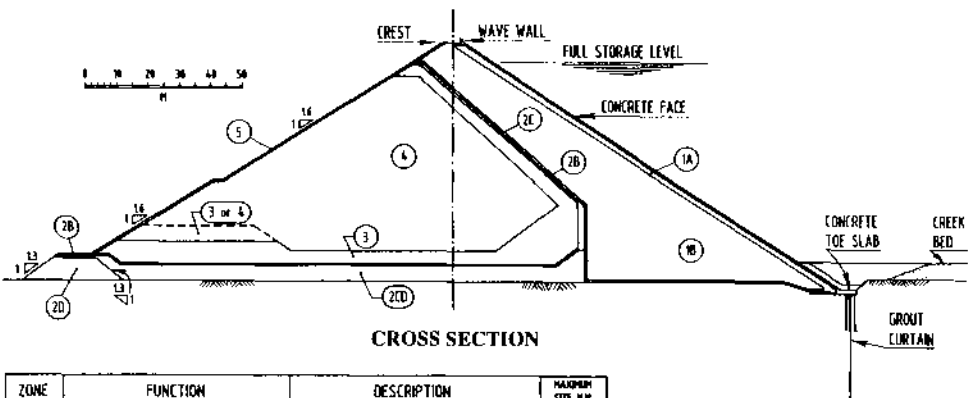 CREST
WAVE WALL
FULL STORAGE LEVEL
0 10 20 30 40 50
M
CONCRETE FACE
1.6
1
5
2C
4
2B
1A
1.6
1
3 or 4
2B
3
1B
CONCRETE
TOE SLAB
CREEK
BED
1.3
1
2D
1.3
1
2CD
GROUT
CURTAIN
CROSS SECTION
ZONE FUNCTION DESCRIPTION MAXIMUM
SIZE